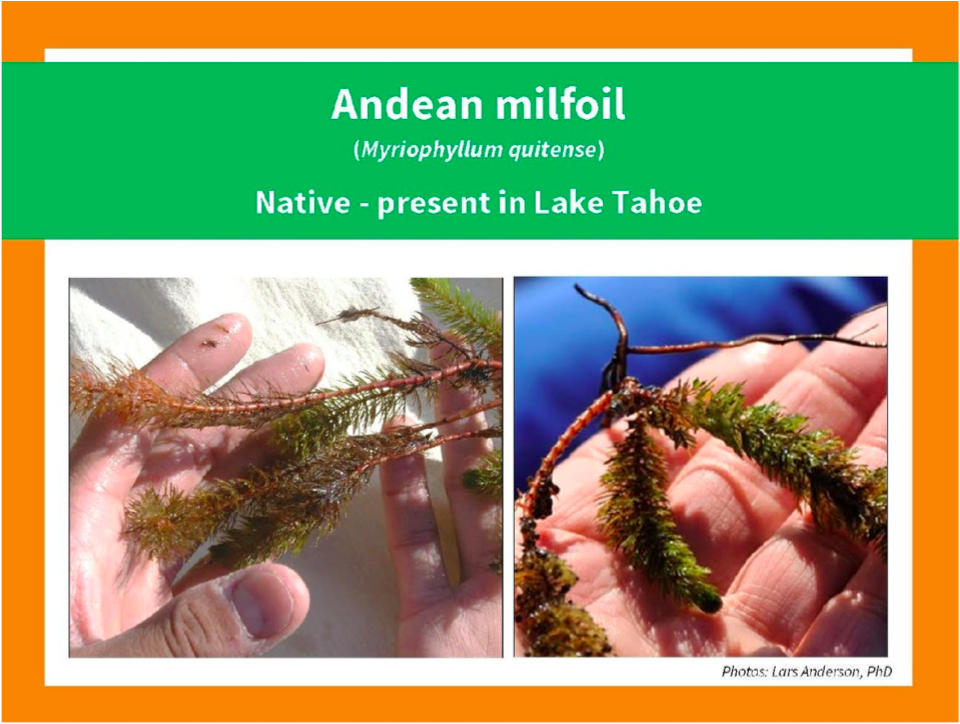 Andean milfoil
(Myriophyllum quitense)
Native - present in Lake Tahoe
Photos: Lars Anderson, PhD